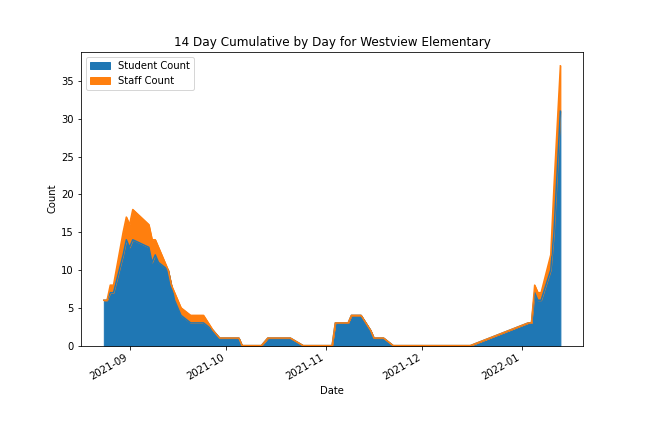 14 Day Cumulative by Day for Westview Elementary
Student Count
Staff Count
Count
35
30
25
20
15
10
5
0
2021-09
2021-10
2021-11
2021-12
2022-01
Date